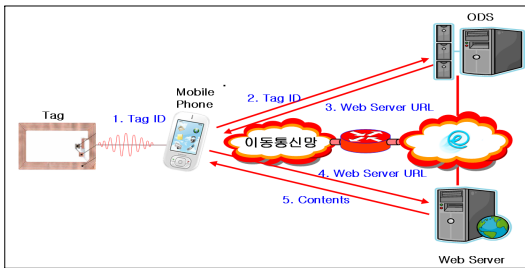 ODS
Mobile
Phone
2. Tag ID
3. Web Server URL
Tag
1. Tag ID
이동통신망
4. Web Server URL
5. Contents
Web Server